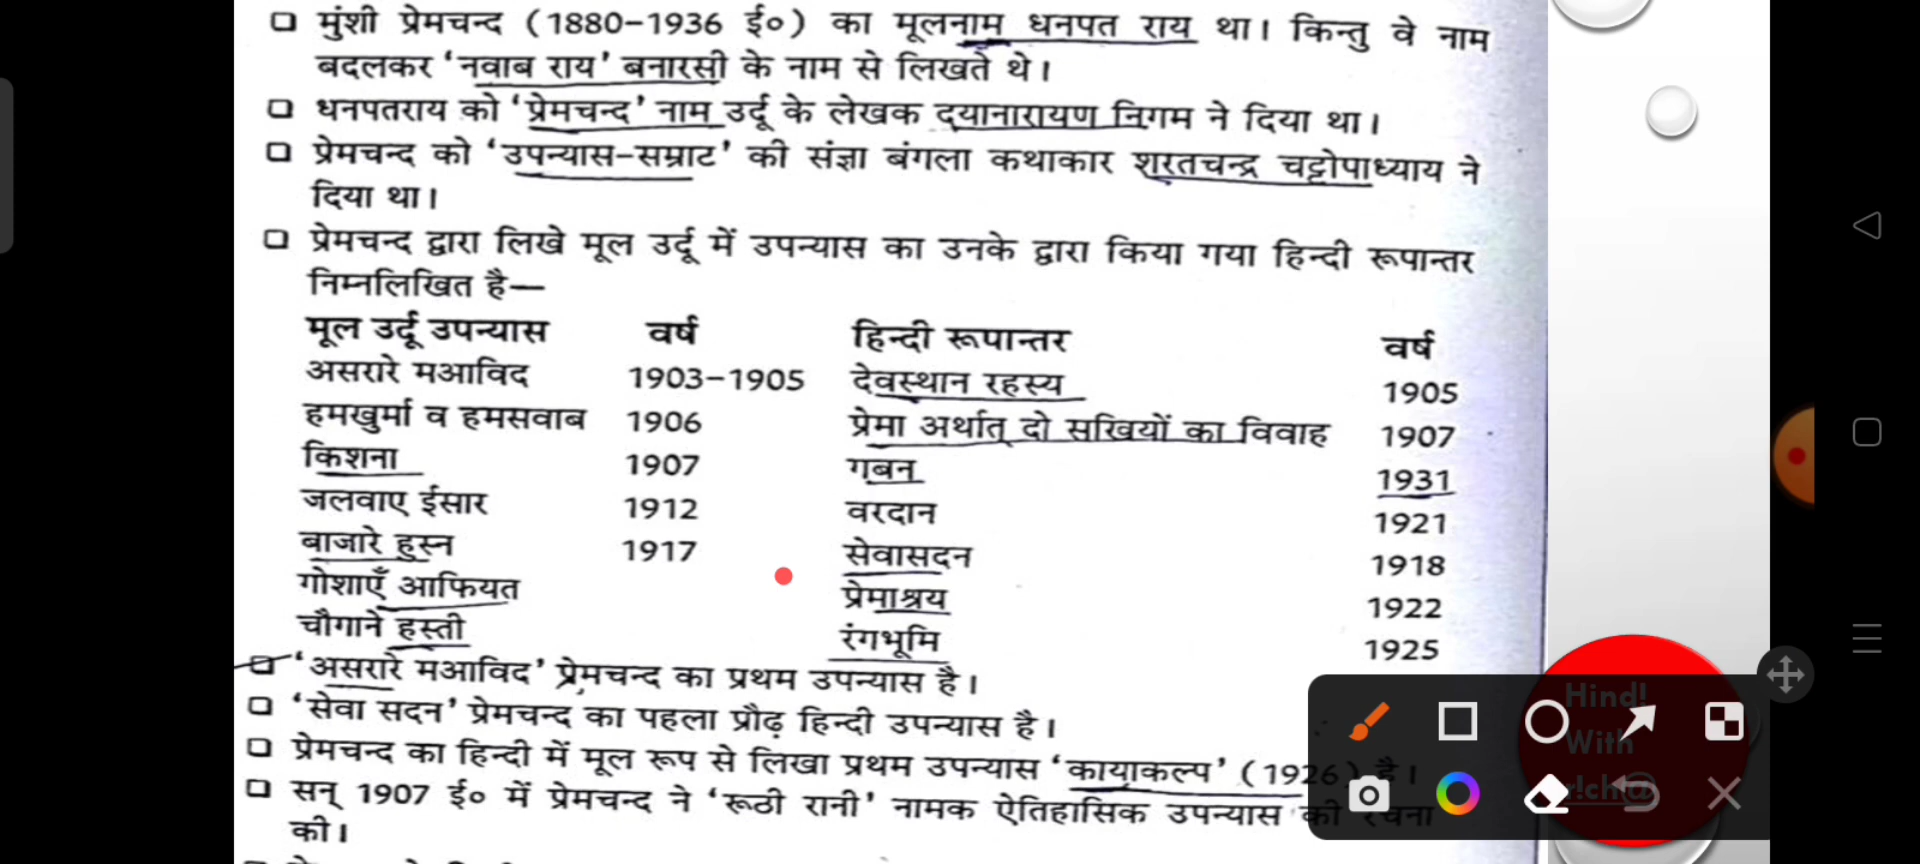 ❑ मुंशी प्रेमचन्द (1880–1936 ई०) का मूलनाम धनपत राय था। किन्तु वे नाम
बदलकर ‘नवाब राय’ बनारसी के नाम से लिखते थे।
❑ धनपतराय को ‘प्रेमचन्द’ नाम उर्दू के लेखक दयानारायण निगम ने दिया था।
❑ प्रेमचन्द को ‘उपन्यास-सम्राट’ की संज्ञा बंगला कथाकार शरतचन्द्र चट्टोपाध्याय ने
दिया था।
❑ प्रेमचन्द द्वारा लिखे मूल उर्दू में उपन्यास का उनके द्वारा किया गया हिन्दी रूपान्तर
निम्नलिखित है—
मूल उर्दू उपन्यास वर्ष हिन्दी रूपान्तर वर्ष
असरारे मआविद 1903–1905 देवस्थान रहस्य 1905
हमखुर्मा व हमसवाब 1906 प्रेमा अर्थात् दो सखियों का विवाह 1907
किशना 1907 गबन 1931
जलवाए ईसार 1912 वरदान 1921
बाजारे हुस्न 1917 सेवासदन 1918
गोशाएँ आफियत प्रेमाश्रय 1922
चौगाने हस्ती रंगभूमि 1925
❑ ‘असरारे मआविद’ प्रेमचन्द का प्रथम उपन्यास है।
❑ ‘सेवा सदन’ प्रेमचन्द का पहला प्रौढ़ हिन्दी उपन्यास है।
❑ प्रेमचन्द का हिन्दी में मूल रूप से लिखा प्रथम उपन्यास ‘कायाकल्प’ (1926) है।
❑ सन् 1907 ई० में प्रेमचन्द ने ‘रूठी रानी’ नामक ऐतिहासिक उपन्यास की रचना
की।
Hind!
With